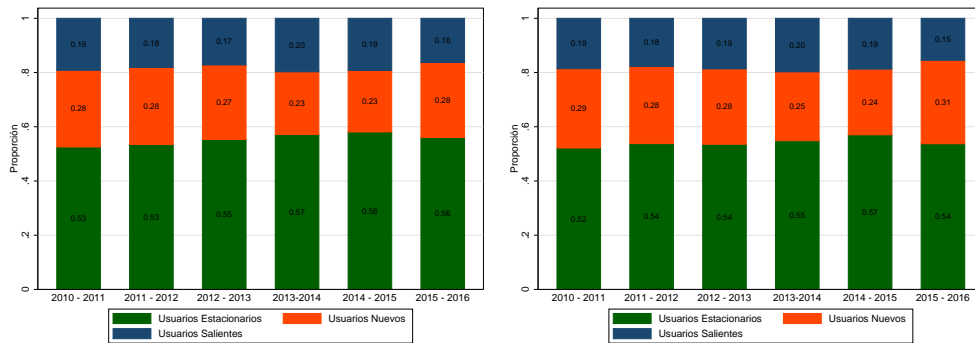 1
.8
.6
.4
.2
0
Proporción
0.19 0.18 0.17 0.20 0.19 0.16
0.28 0.28 0.27 0.23 0.23 0.28
0.53 0.53 0.55 0.57 0.58 0.56
2010 - 2011 2011 - 2012 2012 - 2013 2013-2014 2014 - 2015 2015 - 2016
Usuarios Estacionarios Usuarios Nuevos
Usuarios Salientes
1
.8
.6
.4
.2
0
Proporción
0.19 0.18 0.19 0.20 0.19 0.15
0.29 0.28 0.28 0.25 0.24 0.31
0.52 0.54 0.54 0.55 0.57 0.54
2010 - 2011 2011 - 2012 2012 - 2013 2013-2014 2014 - 2015 2015 - 2016
Usuarios Estacionarios Usuarios Nuevos
Usuarios Salientes